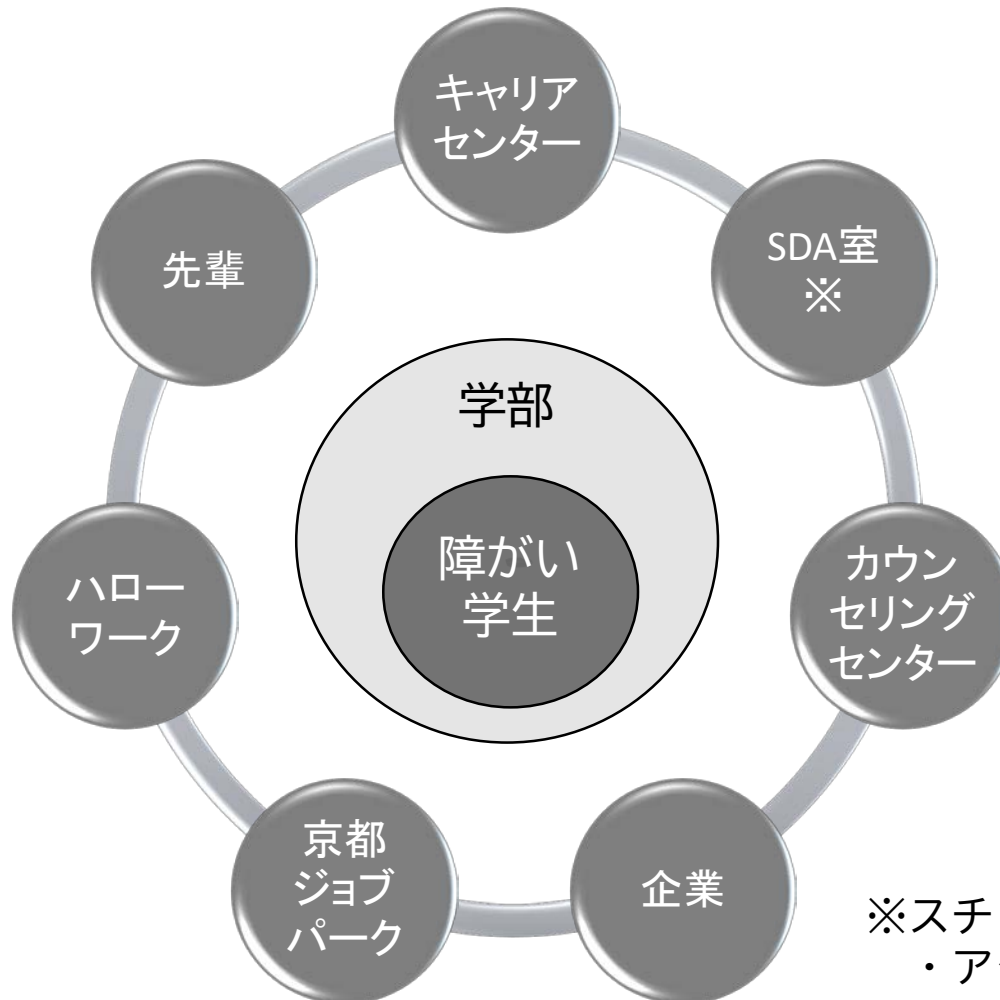 キャリア
センター
SDA室
※
カウン
セリング
センター
企業
京都
ジョブ
パーク
ハロー
ワーク
先輩
学部
障がい
学生
※スチ
・ア